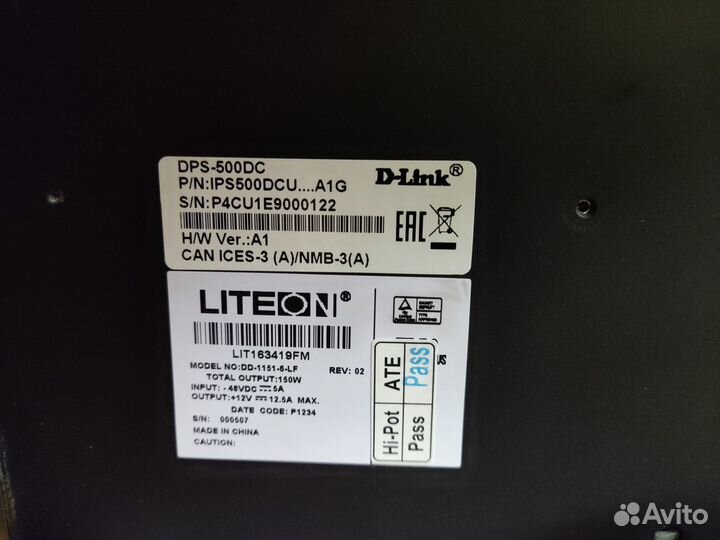 DPS-500DC
D-Link®
P/N:IPS500DCU....A1G
S/N:P4CU1E9000122
EAC
H/W Ver.:A1
CAN ICES-3 (A)/NMB-3(A)
LITEON®
LIT163419FM
MODEL NO:DD-1151-6-LF REV: 02
TOTAL OUTPUT:150W
INPUT: -48VDC 5A
OUTPUT:+12V 12.5A MAX.
DATE CODE: P1234
S/N: 000507
MADE IN CHINA
CAUTION:
Hi-Pot ATE
Pass Pass
Avito